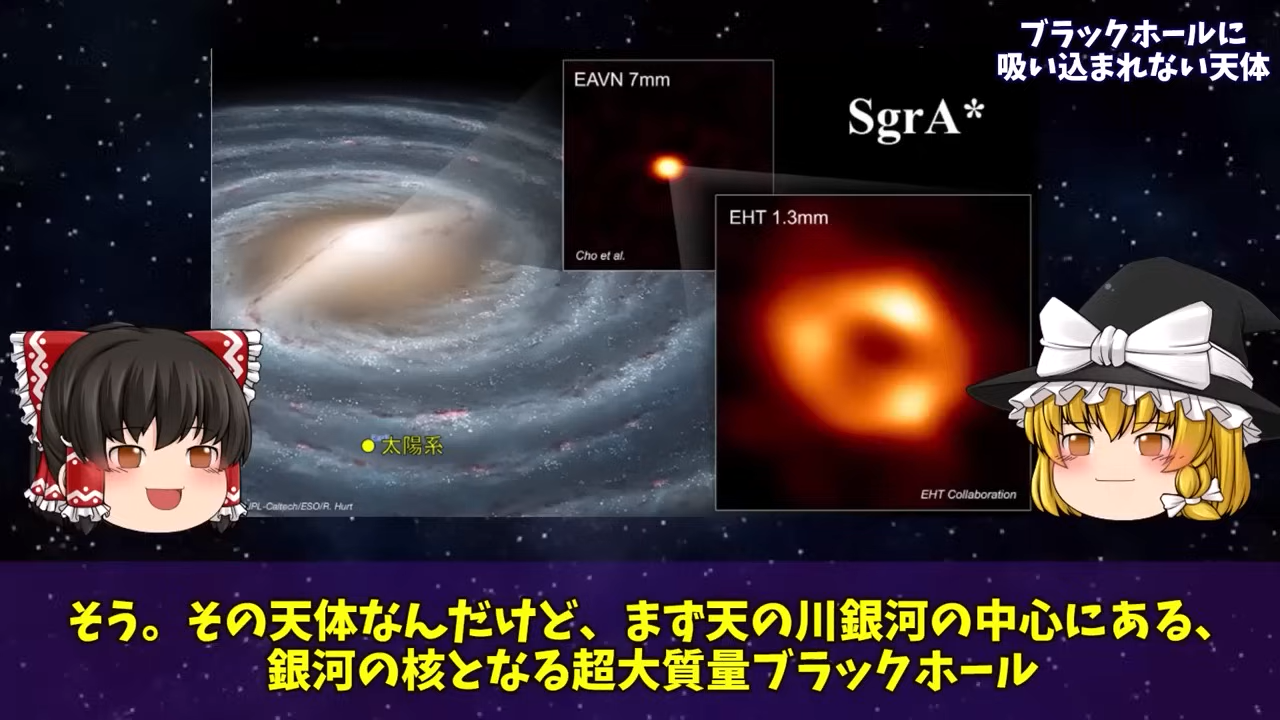 ブラックホールに
吸い込まれない天体
EAVN 7mm
SgrA*
EHT 1.3mm
Cho et al.
太陽系
EHT Collaboration
JPL-Caltech/ESO/R. Hurt
そう。その天体なんだけど、まず天の川銀河の中心にある、
銀河の核となる超大質量ブラックホール